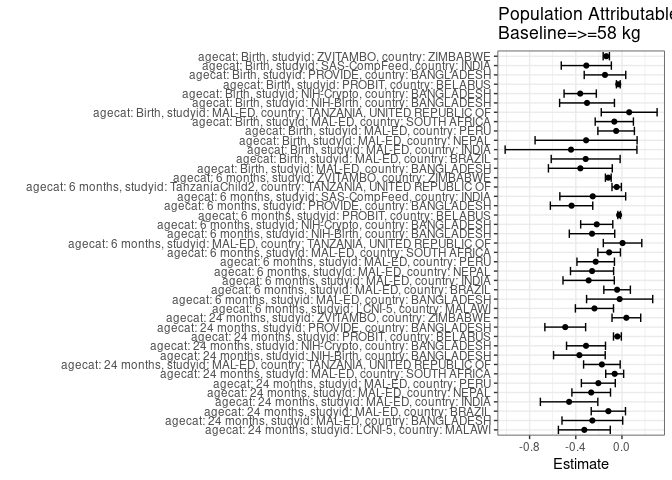 Population Attributable
Baseline=>=58 kg
agecat: Birth, studyid: ZVITAMBO, country: ZIMBABWE
agecat: Birth, studyid: SAS-CompFeed, country: INDIA
agecat: Birth, studyid: PROVIDE, country: BANGLADESH
agecat: Birth, studyid: PROBIT, country: BELARUS
agecat: Birth, studyid: NIH-Crypto, country: BANGLADESH
agecat: Birth, studyid: NIH-Birth, country: BANGLADESH
agecat: Birth, studyid: MAL-ED, country: TANZANIA, UNITED REPUBLIC OF
agecat: Birth, studyid: MAL-ED, country: SOUTH AFRICA
agecat: Birth, studyid: MAL-ED, country: PERU
agecat: Birth, studyid: MAL-ED, country: NEPAL
agecat: Birth, studyid: MAL-ED, country: INDIA
agecat: Birth, studyid: MAL-ED, country: BRAZIL
agecat: Birth, studyid: MAL-ED, country: BANGLADESH
agecat: 6 months, studyid: ZVITAMBO, country: ZIMBABWE
agecat: 6 months, studyid: TanzaniaChild2, country: TANZANIA, UNITED REPUBLIC OF
agecat: 6 months, studyid: SAS-CompFeed, country: INDIA
agecat: 6 months, studyid: PROVIDE, country: BANGLADESH
agecat: 6 months, studyid: PROBIT, country: BELARUS
agecat: 6 months, studyid: NIH-Crypto, country: BANGLADESH
agecat: 6 months, studyid: NIH-Birth, country: BANGLADESH
agecat: 6 months, studyid: MAL-ED, country: TANZANIA, UNITED REPUBLIC OF
agecat: 6 months, studyid: MAL-ED, country: SOUTH AFRICA
agecat: 6 months, studyid: MAL-ED, country: PERU
agecat: 6 months, studyid: MAL-ED, country: NEPAL
agecat: 6 months, studyid: MAL-ED, country: INDIA
agecat: 6 months, studyid: MAL-ED, country: BRAZIL
agecat: 6 months, studyid: MAL-ED, country: BANGLADESH
agecat: 6 months, studyid: LCNI-5, country: MALAWI
agecat: 24 months, studyid: ZVITAMBO, country: ZIMBABWE
agecat: 24 months, studyid: PROVIDE, country: BANGLADESH
agecat: 24 months, studyid: PROBIT, country: BELARUS
agecat: 24 months, studyid: NIH-Crypto, country: BANGLADESH
agecat: 24 months, studyid: NIH-Birth, country: BANGLADESH
agecat: 24 months, studyid: MAL-ED, country: TANZANIA, UNITED REPUBLIC OF
agecat: 24 months, studyid: MAL-ED, country: SOUTH AFRICA
agecat: 24 months, studyid: MAL-ED, country: PERU
agecat: 24 months, studyid: MAL-ED, country: NEPAL
agecat: 24 months, studyid: MAL-ED, country: INDIA
agecat: 24 months, studyid: MAL-ED, country: BRAZIL
agecat: 24 months, studyid: MAL-ED, country: BANGLADESH
agecat: 24 months, studyid: LCNI-5, country: MALAWI
-0.8 -0.4 0.0
Estimate